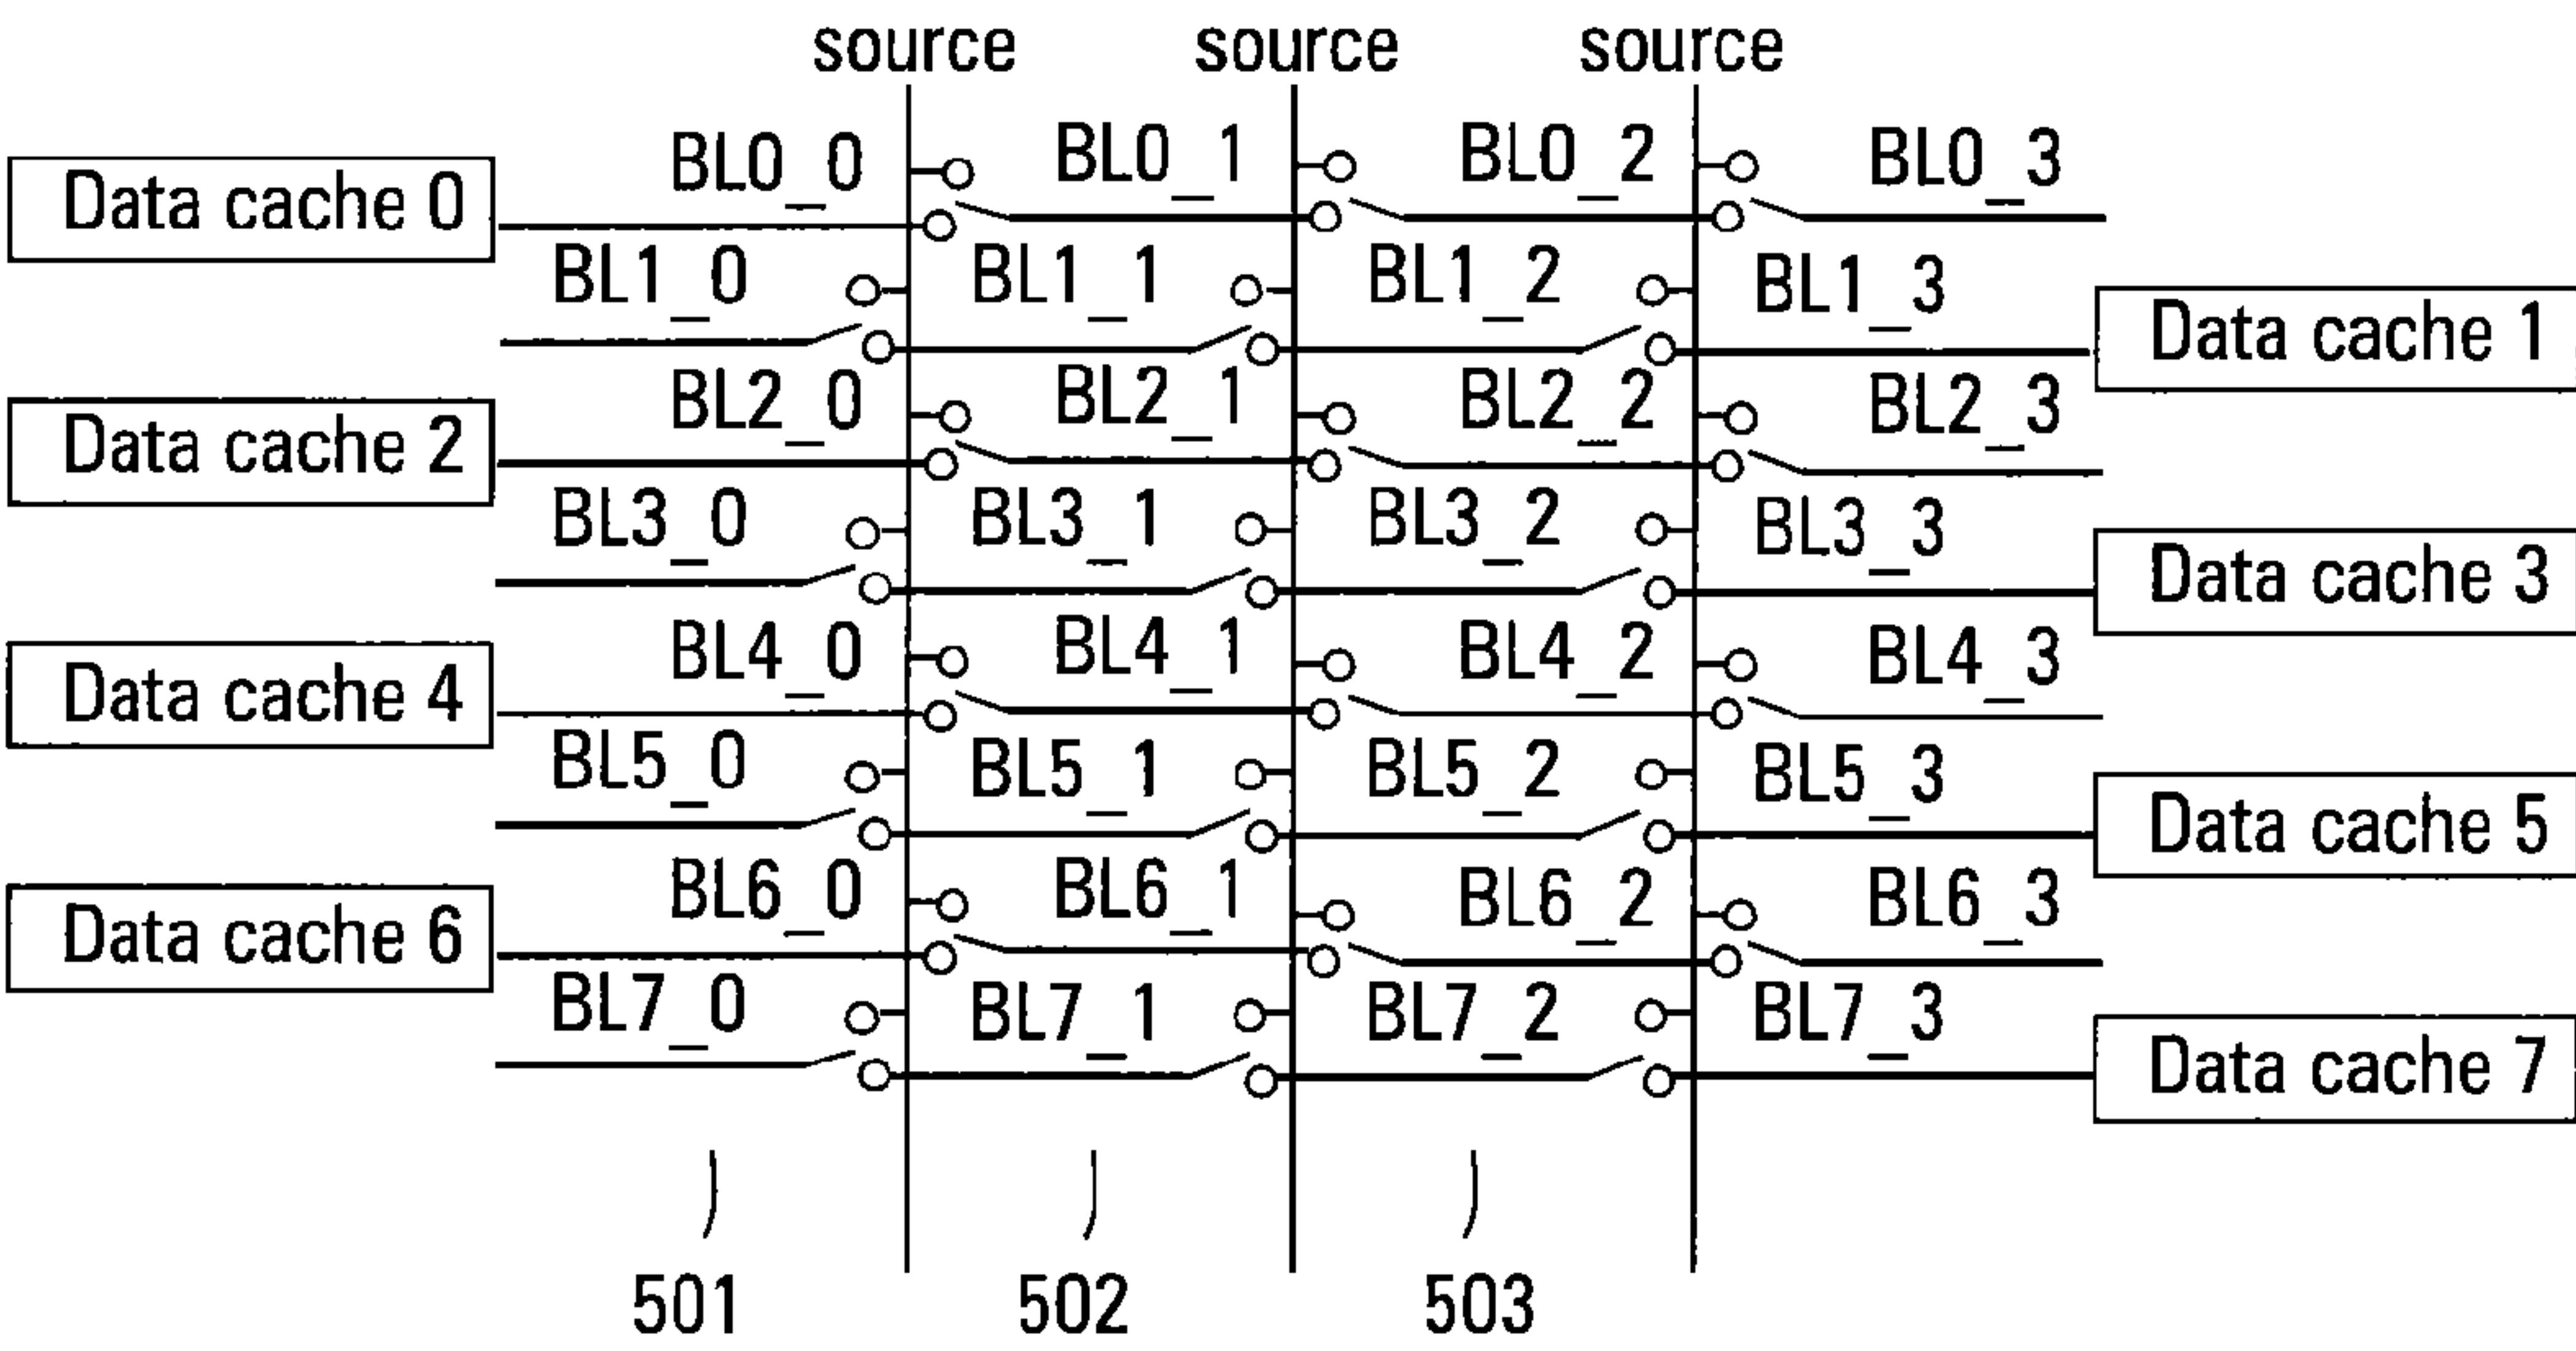 source source source
BL0_0 BL0_1 BL0_2 BL0_3
Data cache 0
BL1_0 BL1_1 BL1_2 BL1_3
Data cache 1
BL2_0 BL2_1 BL2_2 BL2_3
Data cache 2
BL3_0 BL3_1 BL3_2 BL3_3
Data cache 3
BL4_0 BL4_1 BL4_2 BL4_3
Data cache 4
BL5_0 BL5_1 BL5_2 BL5_3
Data cache 5
BL6_0 BL6_1 BL6_2 BL6_3
Data cache 6
BL7_0 BL7_1 BL7_2 BL7_3
Data cache 7
501 502 503